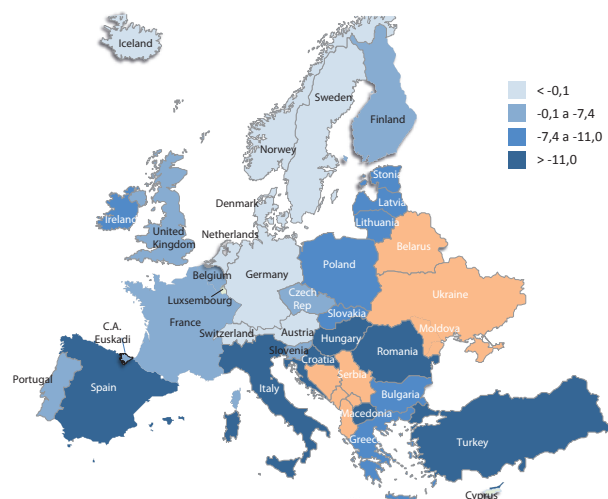 Iceland
< -0,1
-0,1 a -7,4
-7,4 a -11,0
> -11,0
Sweden
Finland
Norwey
Stonia
Denmark
Latvia
Ireland
Lithuania
United
Kingdom
Netherlands
Belarus
Poland
Belgium
Germany
Czech
Rep
Ukraine
Luxembourg
Slovakia
France
C.A.
Euskadi
Switzerland
Austria
Hungary
Moldova
Slovenia
Romania
Croatia
Portugal
Spain
Italy
Serbia
Bulgaria
Macedonia
Greece
Turkey
Cyprus